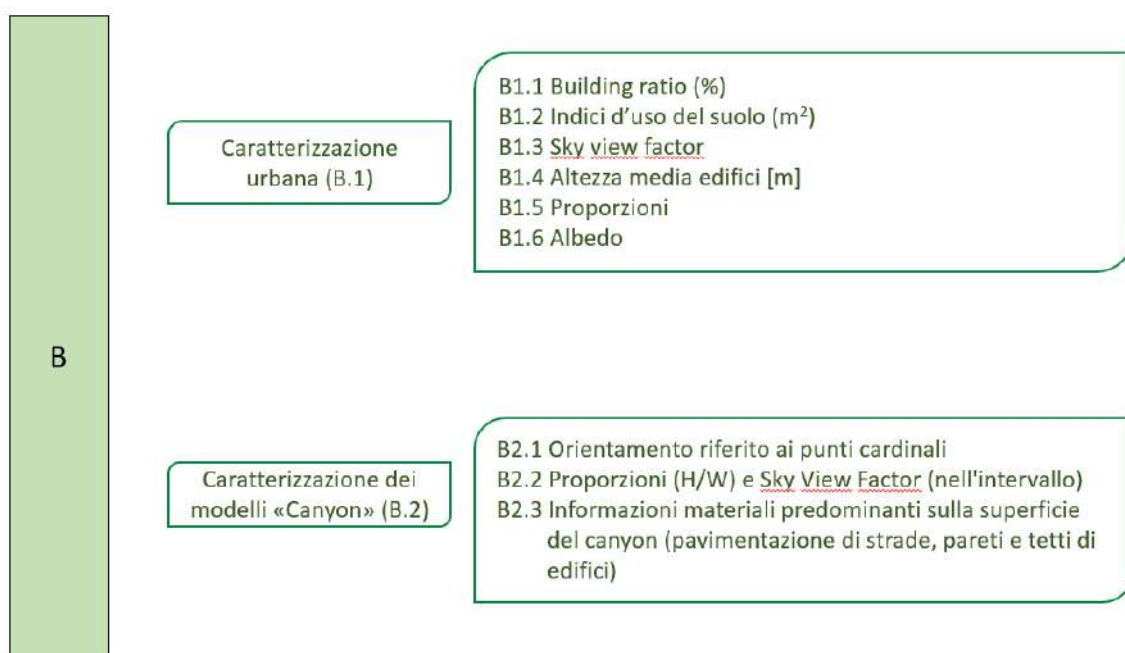 B
Caratterizzazione
urbana (B.1)
B1.1 Building ratio (%)
B1.2 Indici d'uso del suolo (m²)
B1.3 Sky view factor
B1.4 Altezza media edifici [m]
B1.5 Proporzioni
B1.6 Albedo
Caratterizzazione dei
modelli «Canyon» (B.2)
B2.1 Orientamento riferito ai punti cardinali
B2.2 Proporzioni (H/W) e Sky View Factor (nell'intervallo)
B2.3 Informazioni materiali predominanti sulla superficie
del canyon (pavimentazione di strade, pareti e tetti di
edifici)